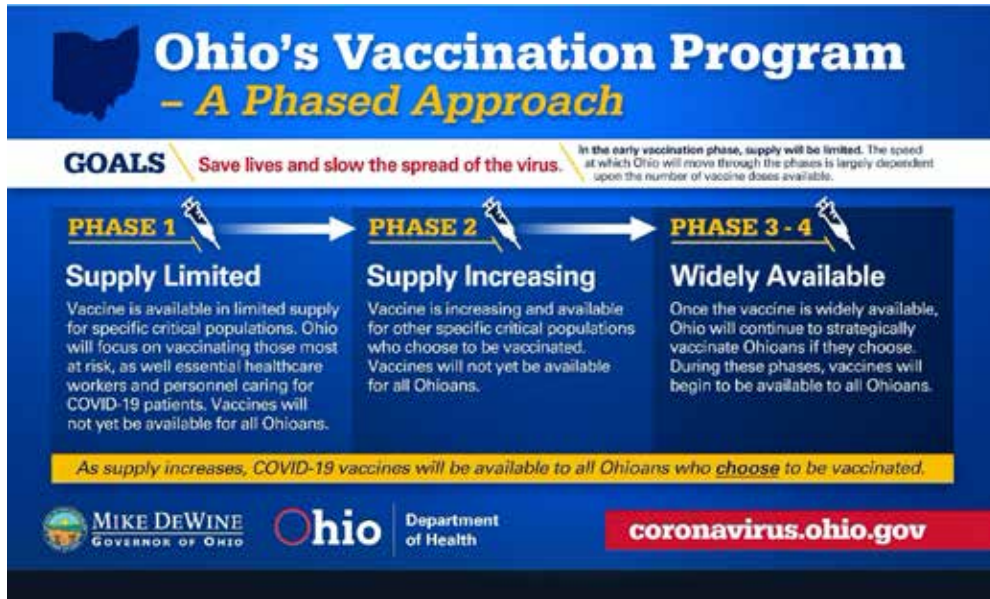 Ohio's Vaccination Program
– A Phased Approach
GOALS
Save lives and slow the spread of the virus.
In the early vaccination phase, supply will be limited. The speed
at which Ohio will move through the phases is largely dependent
upon the number of vaccine doses available.
PHASE 1
Supply Limited
Vaccine is available in limited supply
for specific critical populations. Ohio
will focus on vaccinating those most
at risk, as well essential healthcare
workers and personnel caring for
COVID-19 patients. Vaccines will
not yet be available for all Ohioans.
PHASE 2
Supply Increasing
Vaccine is increasing and available
for other specific critical populations
who choose to be vaccinated.
Vaccines will not yet be available
for all Ohioans.
PHASE 3 - 4
Widely Available
Once the vaccine is widely available,
Ohio will continue to strategically
vaccinate Ohioans if they choose.
During these phases, vaccines will
begin to be available to all Ohioans.
As supply increases, COVID-19 vaccines will be available to all Ohioans who choose to be vaccinated.
MIKE DEWINE
GOVERNOR OF OHIO
Ohio
Department
of Health
coronavirus.ohio.gov